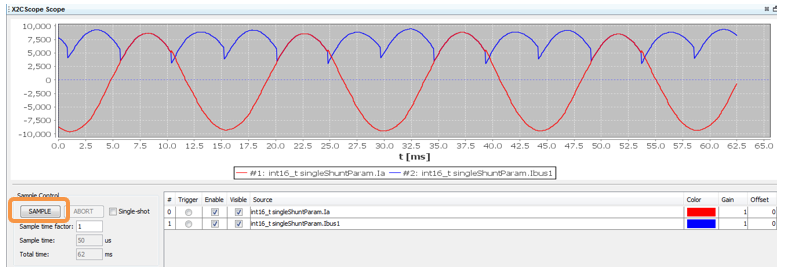 X2CScope Scope
10,000
7,500
5,000
2,500
0
-2,500
-5,000
-7,500
-10,000
0.0 2.5 5.0 7.5 10.0 12.5 15.0 17.5 20.0 22.5 25.0 27.5 30.0 32.5 35.0 37.5 40.0 42.5 45.0 47.5 50.0 52.5 55.0 57.5 60.0 62.5 65.0
t [ms]
#1: int16_t singleShuntParam.Ia #2: int16_t singleShuntParam.Ibus1
Sample Control
SAMPLE ABORT Single-shot
Sample time factor: 1
Sample time: 50 us
Total time: 62 ms
# Trigger Enable Visible Source Color Gain Offset
0 int16_t singleShuntParam.Ia 1 0
1 int16_t singleShuntParam.Ibus1 1 0